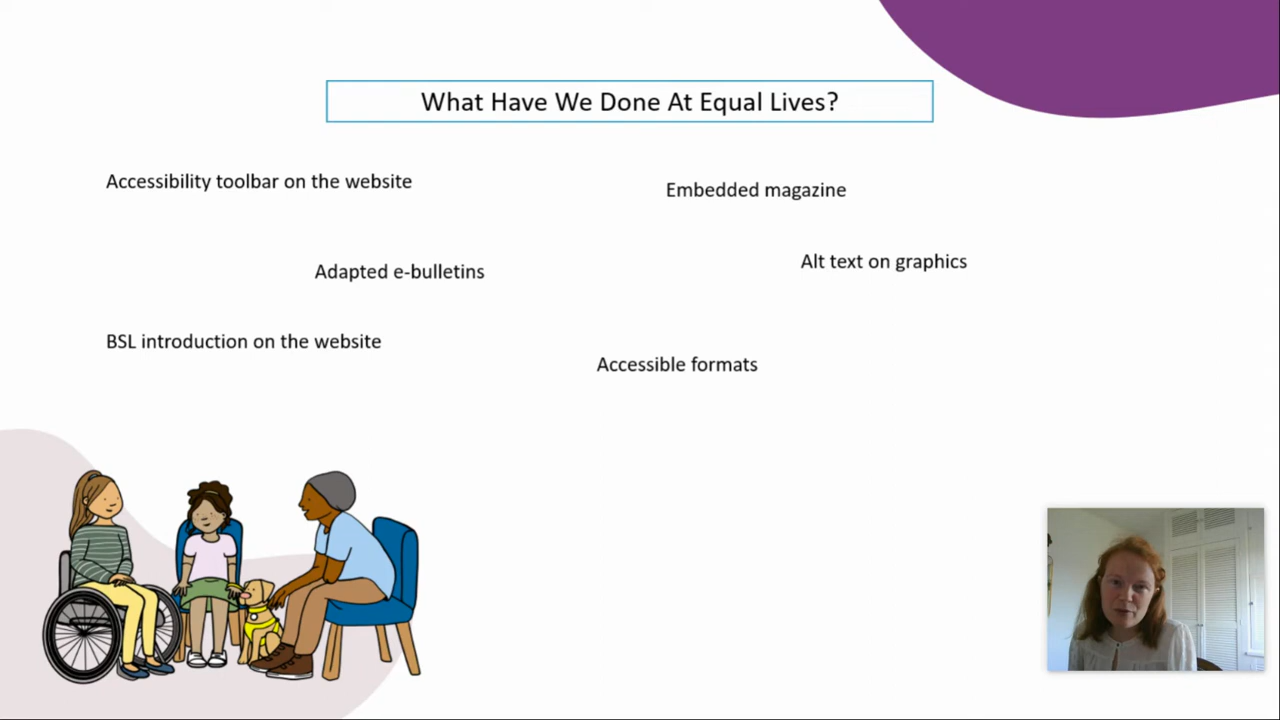 What Have We Done At Equal Lives?
Accessibility toolbar on the website
Embedded magazine
Adapted e-bulletins
Alt text on graphics
BSL introduction on the website
Accessible formats